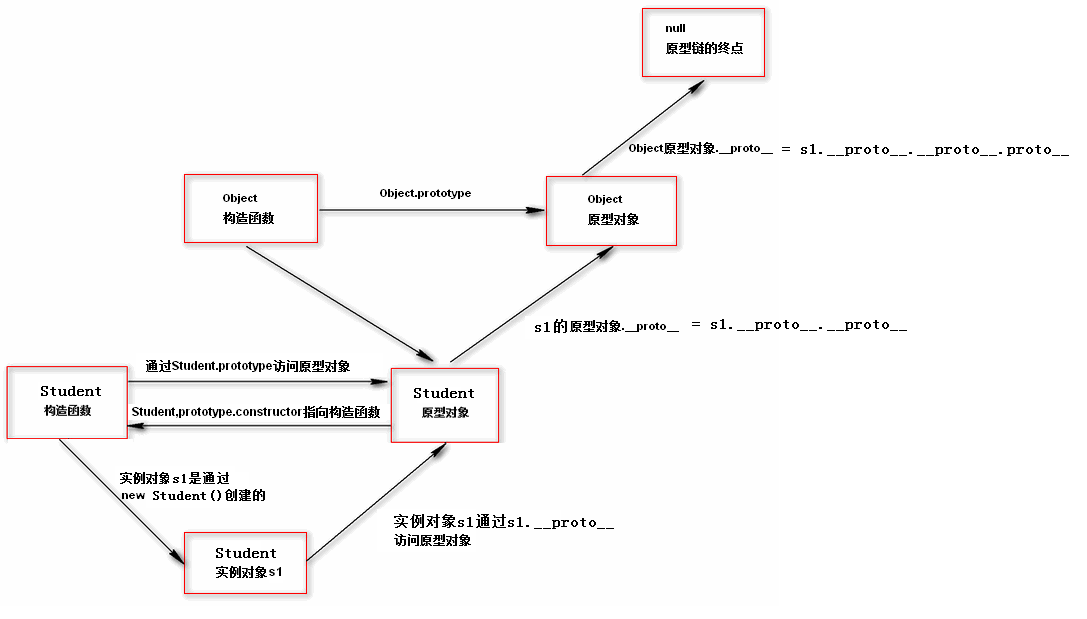 null
原型链的终点
Object原型对象.__proto__ = s1.__proto__.__proto__.proto__
Object
构造函数
Object.prototype
Object
原型对象
s1的原型对象.__proto__ = s1.__proto__.__proto__
通过Student.prototype访问原型对象
Student
构造函数
Student.prototype.constructor指向构造函数
Student
原型对象
实例对象s1是通过
new Student()创建的
实例对象s1通过s1.__proto__
访问原型对象
Student
实例对象s1